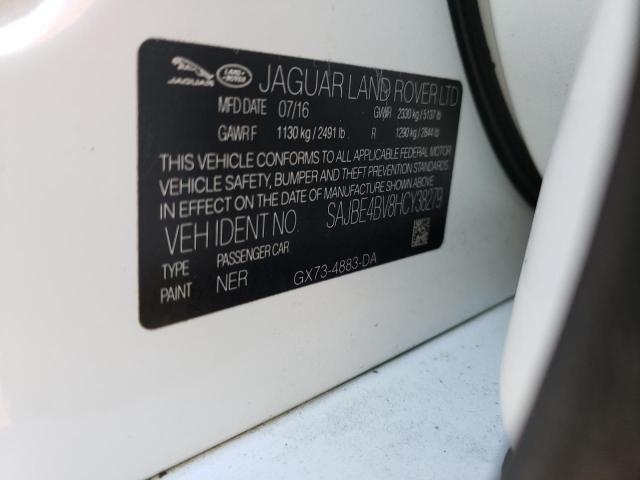 JAGUAR LAND ROVER JAGUAR LAND ROVER LTD
MFD DATE 07/16 GVWR 2330 kg / 5137 lb
GAWR F 1130 kg / 2491 lb R 1290 kg / 2844 lb
THIS VEHICLE CONFORMS TO ALL APPLICABLE FEDERAL MOTOR
VEHICLE SAFETY, BUMPER AND THEFT PREVENTION STANDARDS
IN EFFECT ON THE DATE OF MANUFACTURE SHOWN ABOVE.
VEH IDENT NO. SAJBE4BV8HCY38279
TYPE PASSENGER CAR
PAINT NER GX73-4883-DA